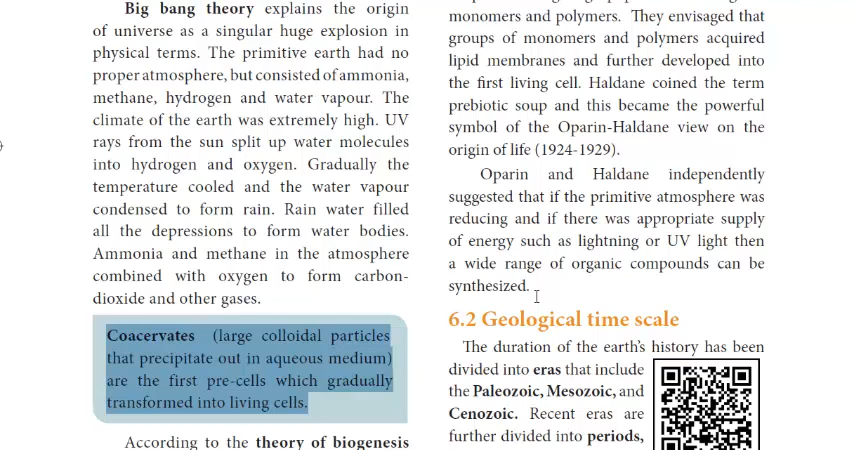 Big bang theory explains the origin
of universe as a singular huge explosion in
physical terms. The primitive earth had no
proper atmosphere, but consisted of ammonia,
methane, hydrogen and water vapour. The
climate of the earth was extremely high. UV
rays from the sun split up water molecules
into hydrogen and oxygen. Gradually the
temperature cooled and the water vapour
condensed to form rain. Rain water filled
all the depressions to form water bodies.
Ammonia and methane in the atmosphere
combined with oxygen to form carbon-
dioxide and other gases.
Coacervates (large colloidal particles
that precipitate out in aqueous medium)
are the first pre-cells which gradually
transformed into living cells.
According to the theory of biogenesis
monomers and polymers. They envisaged that
groups of monomers and polymers acquired
lipid membranes and further developed into
the first living cell. Haldane coined the term
prebiotic soup and this became the powerful
symbol of the Oparin-Haldane view on the
origin of life (1924-1929).
Oparin and Haldane independently
suggested that if the primitive atmosphere was
reducing and if there was appropriate supply
of energy such as lightning or UV light then
a wide range of organic compounds can be
synthesized.
6.2 Geological time scale
The duration of the earth's history has been
divided into eras that include
the Paleozoic, Mesozoic, and
Cenozoic. Recent eras are
further divided into periods,